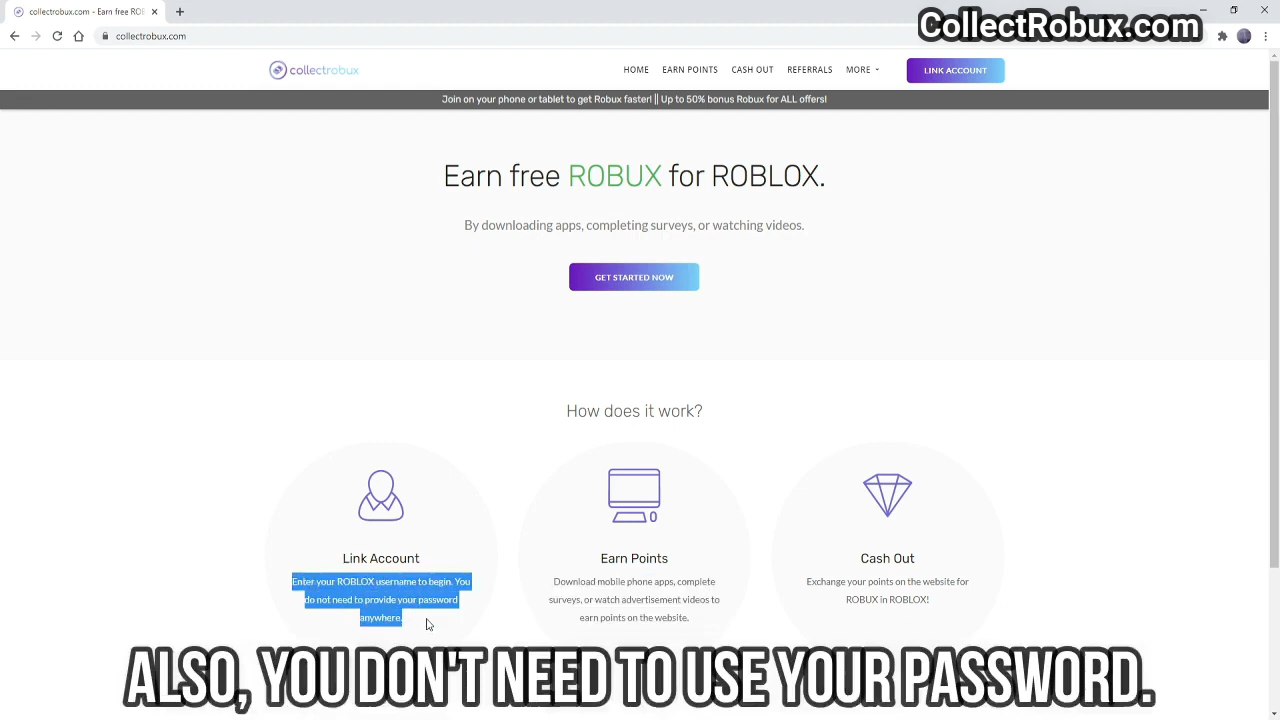 collectrobux.com - Earn free ROB
collectrobux.com
CollectRobux.com
collectrobux
HOME EARN POINTS CASH OUT REFERRALS MORE LINK ACCOUNT
Join on your phone or tablet to get Robux faster! || Up to 50% bonus Robux for ALL offers!
Earn free ROBUX for ROBLOX.
By downloading apps, completing surveys, or watching videos.
GET STARTED NOW
How does it work?
Link Account
Enter your ROBLOX username to begin. You
do not need to provide your password
anywhere.
Earn Points
Download mobile phone apps, complete
surveys, or watch advertisement videos to
earn points on the website.
Cash Out
Exchange your points on the website for
ROBUX in ROBLOX!
ALSO, YOU DON'T NEED TO USE YOUR PASSWORD.